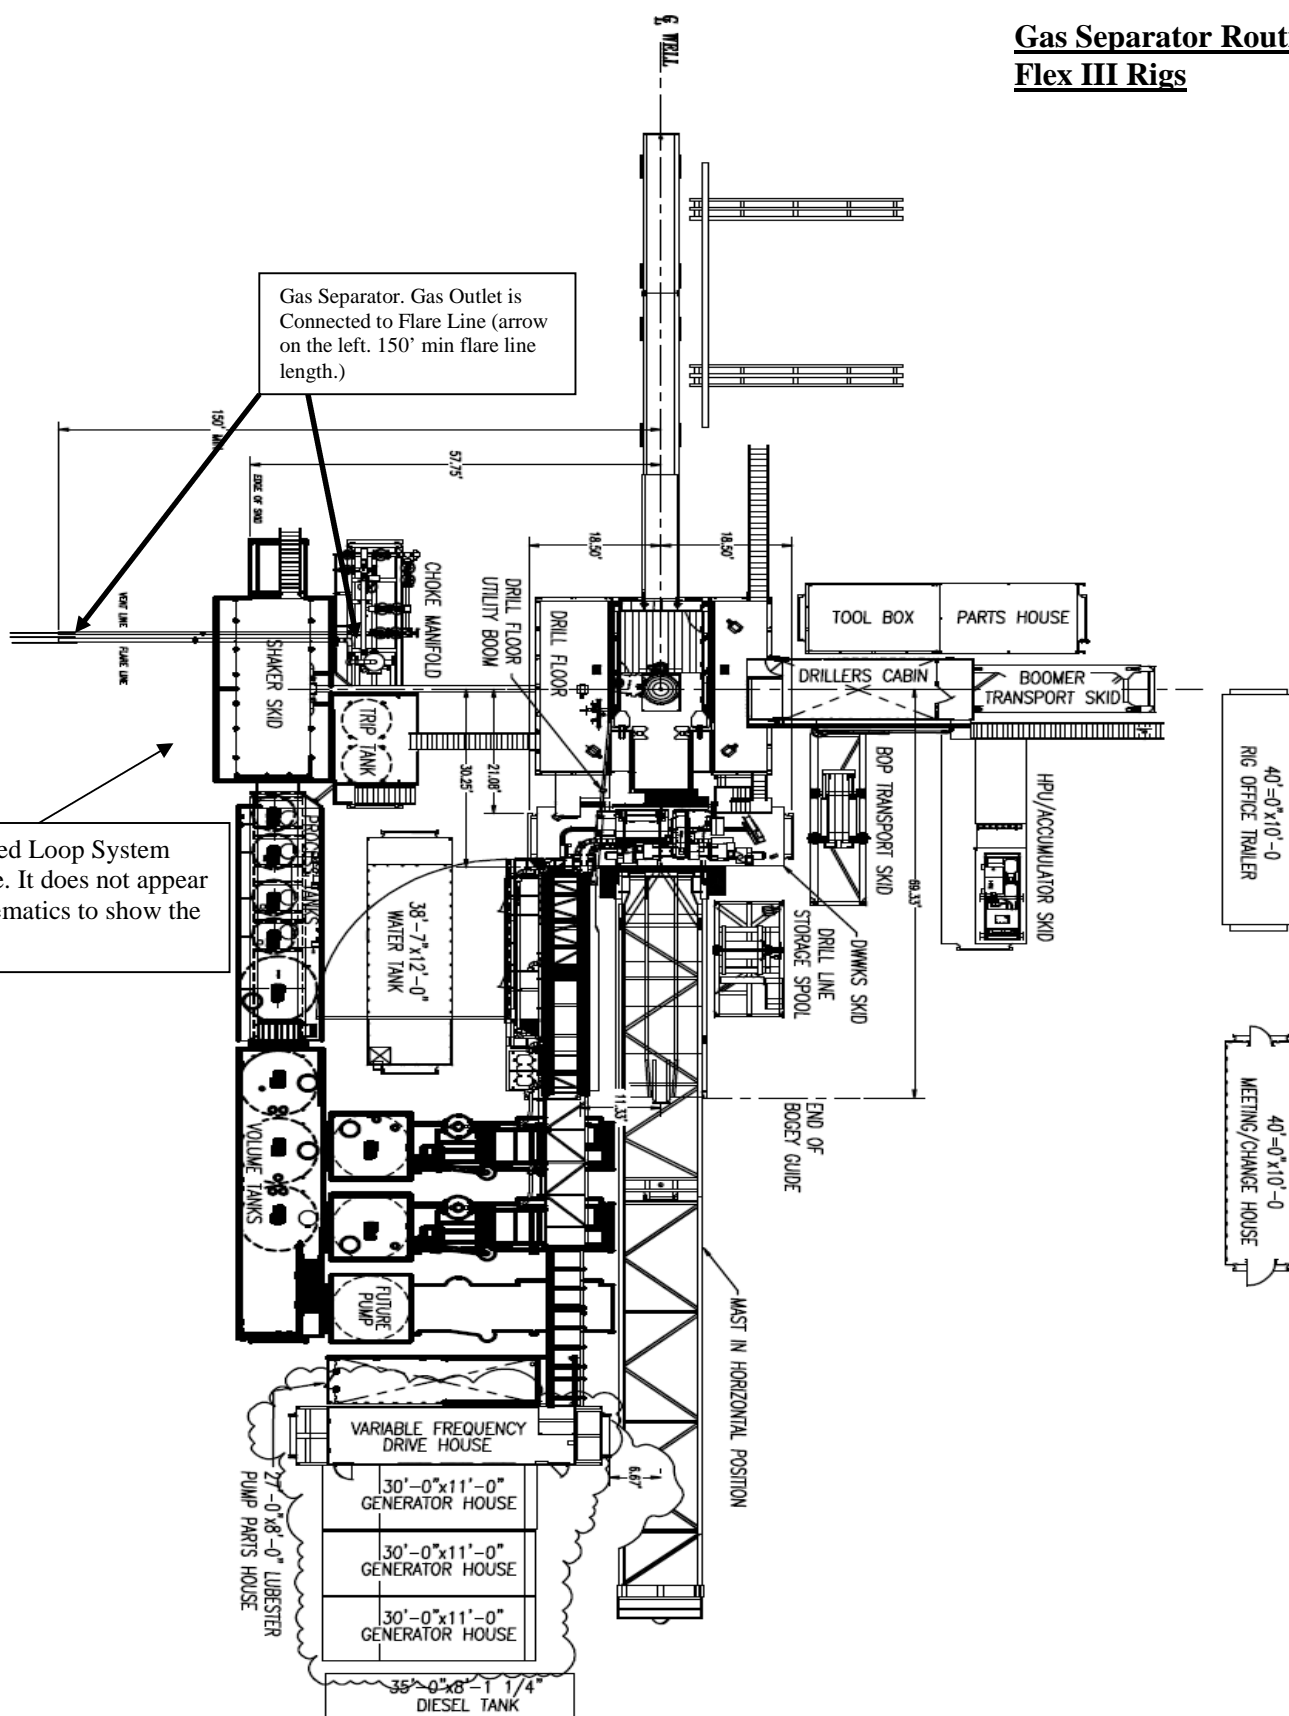 Gas Separator Routi
Flex III Rigs
℄ WELL
Gas Separator. Gas Outlet is
Connected to Flare Line (arrow
on the left. 150’ min flare line
length.)
150' MIN
57.75'
EDGE OF SKID
18.50'
18.50'
CHOKE MANIFOLD
DRILL FLOOR
UTILITY BOOM
DRILL FLOOR
TOOL BOX
PARTS HOUSE
DRILLERS CABIN
BOOMER
TRANSPORT SKID
VENT LINE
FLARE LINE
SHAKER SKID
TRIP TANK
30.25'
21.08'
BOP TRANSPORT SKID
HPU/ACCUMULATOR SKID
40'=0"x10'-0
RIG OFFICE TRAILER
ed Loop System
e. It does not appear
ematics to show the
PROCESS TANKS
38'-7"x12'-0"
WATER TANK
69.33'
DRILL LINE
STORAGE SPOOL
DWWKS SKID
11.33'
END OF
BOGEY GUIDE
40'=0"x10'-0
MEETING/CHANGE HOUSE
VOLUME TANKS
FUTURE
PUMP
MAST IN HORIZONTAL POSITION
VARIABLE FREQUENCY
DRIVE HOUSE
6.67'
27'-0"x8'-0" LUBESTER
PUMP PARTS HOUSE
30'-0"x11'-0"
GENERATOR HOUSE
30'-0"x11'-0"
GENERATOR HOUSE
30'-0"x11'-0"
GENERATOR HOUSE
35'-0"x8'-1 1/4"
DIESEL TANK